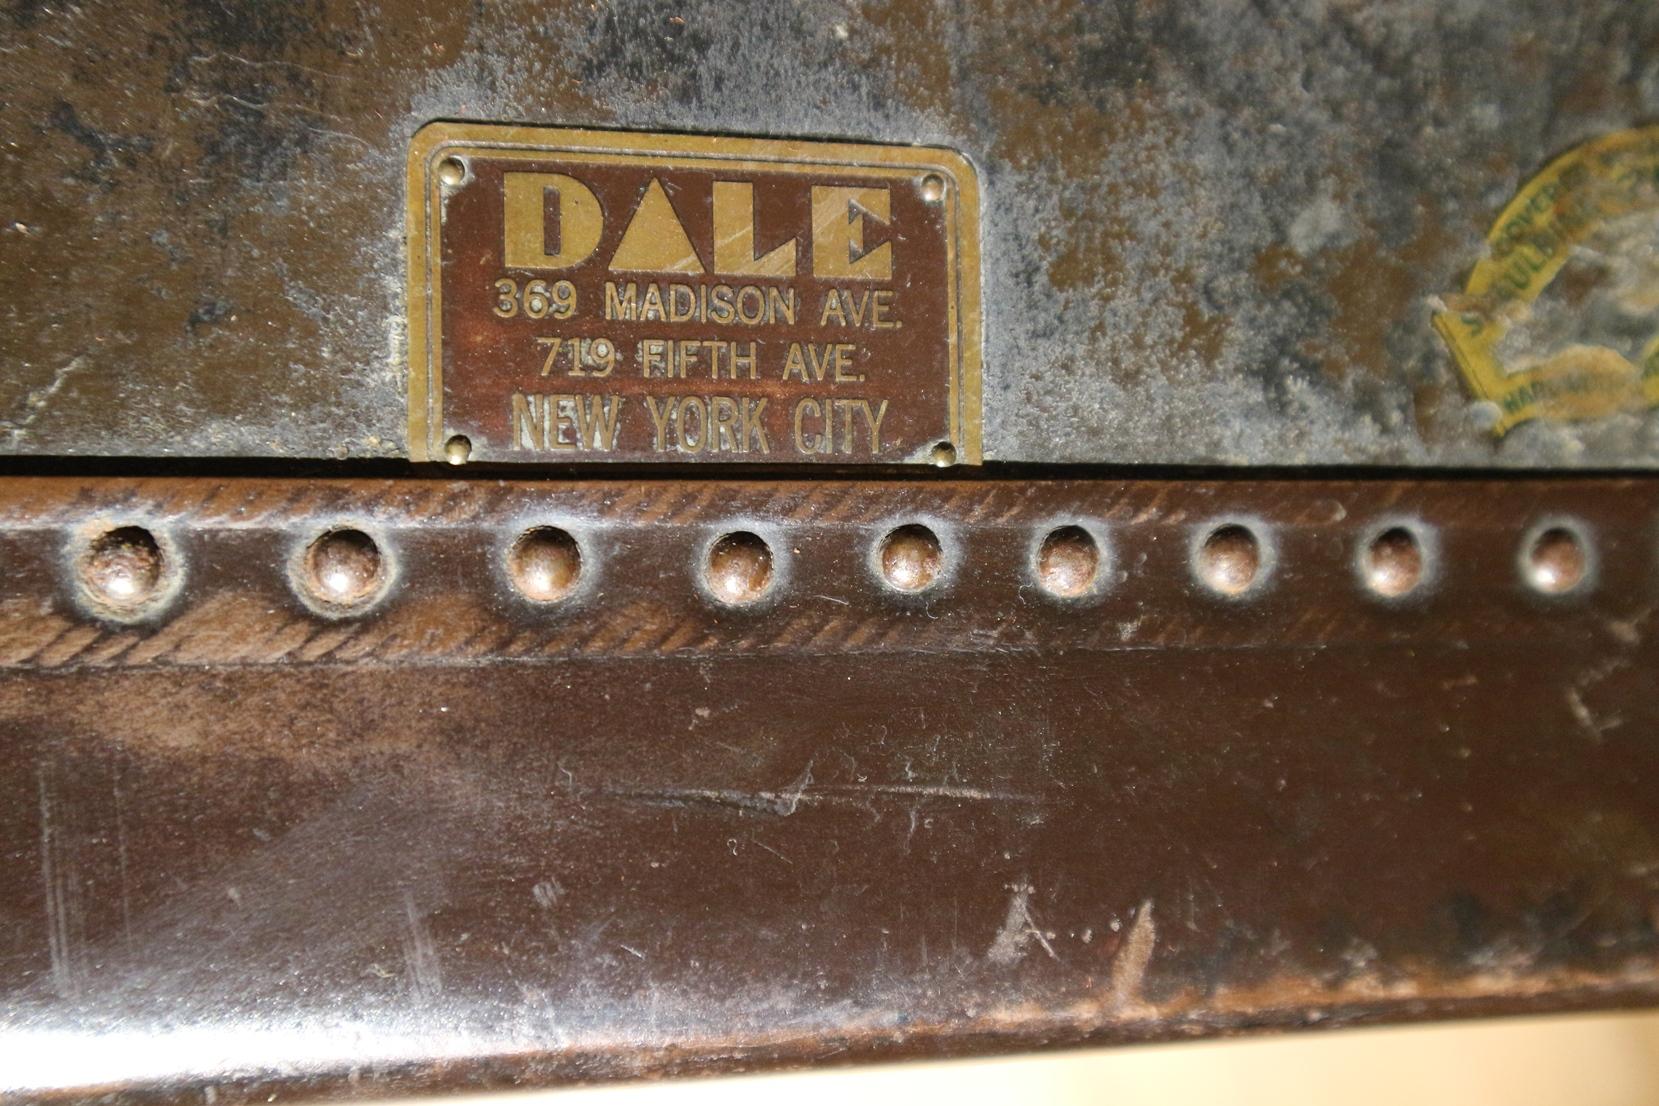 DALE
369 MADISON AVE.
719 FIFTH AVE.
NEW YORK CITY